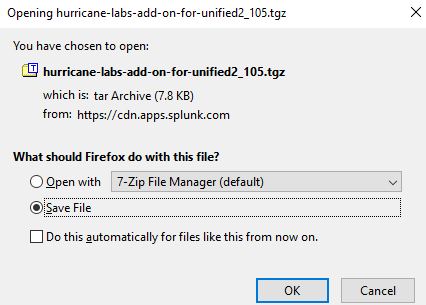 Opening hurricane-labs-add-on-for-unified2_105.tgz
You have chosen to open:
hurricane-labs-add-on-for-unified2_105.tgz
which is: tar Archive (7.8 KB)
from: https://cdn.apps.splunk.com
What should Firefox do with this file?
Open with 7-Zip File Manager (default)
Save File
Do this automatically for files like this from now on.
OK Cancel